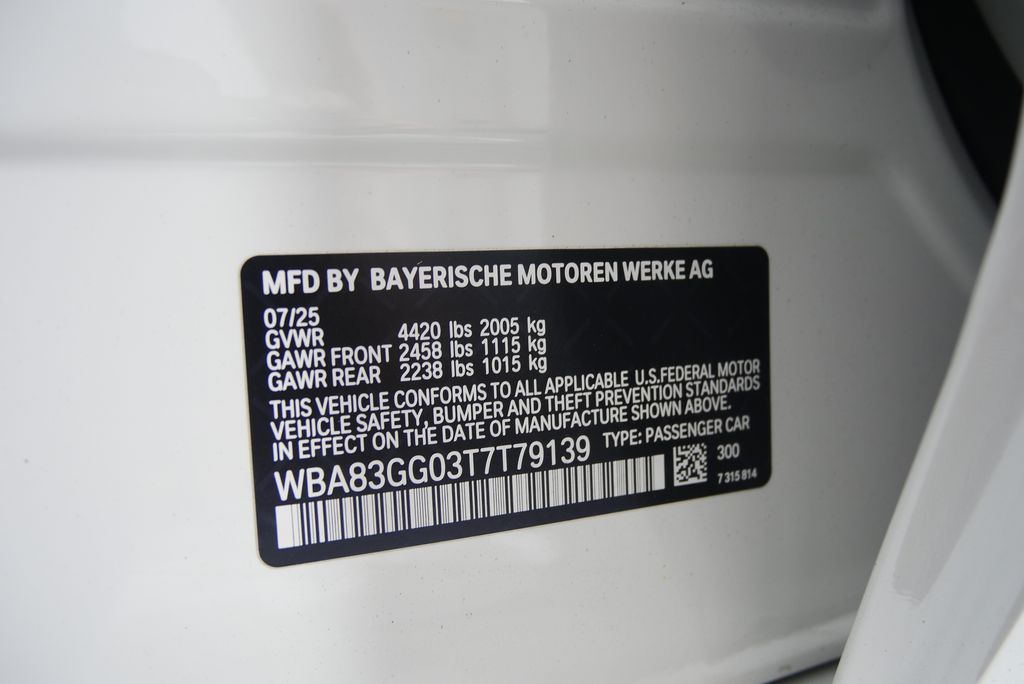 MFD BY BAYERISCHE MOTOREN WERKE AG
07/25
GVWR 4420 lbs 2005 kg
GAWR FRONT 2458 lbs 1115 kg
GAWR REAR 2238 lbs 1015 kg
THIS VEHICLE CONFORMS TO ALL APPLICABLE U.S.FEDERAL MOTOR
VEHICLE SAFETY, BUMPER AND THEFT PREVENTION STANDARDS
IN EFFECT ON THE DATE OF MANUFACTURE SHOWN ABOVE.
WBA83GG03T7T79139 TYPE: PASSENGER CAR
300
7 315 814